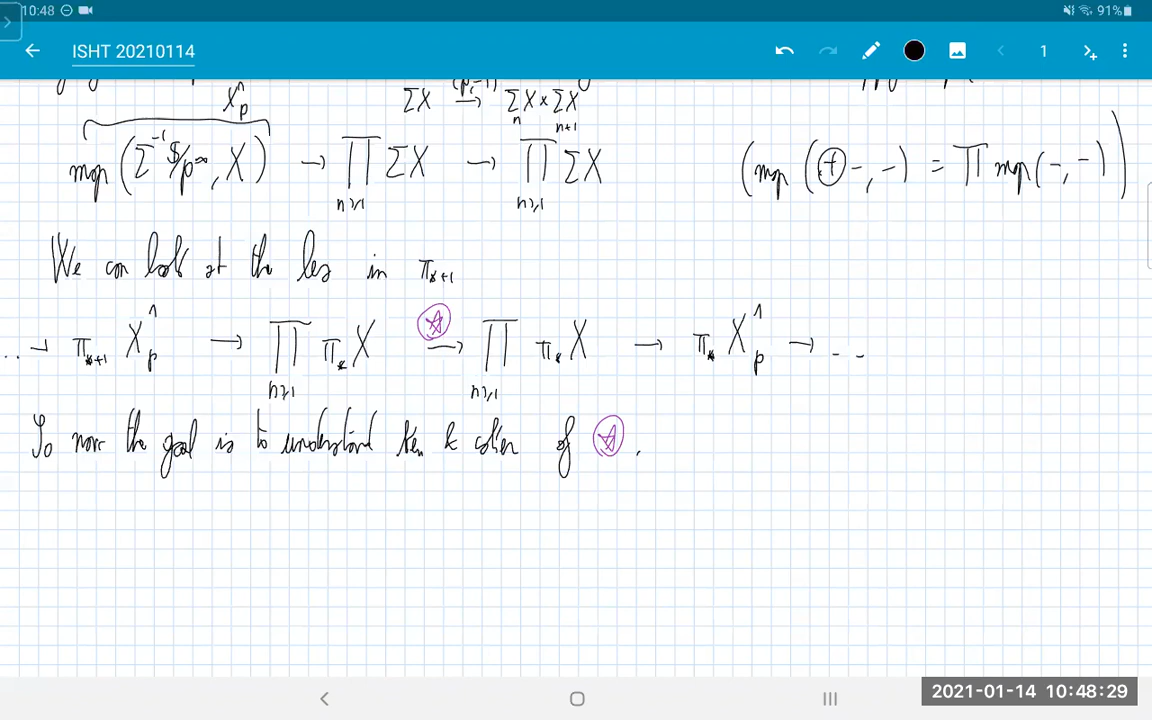 10:48 91%
ISHT 20210114 1
X^_p ΣX (p,-1) → ΣX × ΣX
n n+1
map(Σ^{-1} $/p^∞, X) → ∏ ΣX → ∏ ΣX (map(⊕ -, -) = ∏ map(-, -))
n≥1 n≥1
We can look at the les in π_{*+1}
... → π_{*+1} X^_p → ∏ π_* X → ∏ π_* X → π_* X^_p → ...
n≥1 n≥1
So now the goal is to understand ker & coker of ☆.
2021-01-14 10:48:29